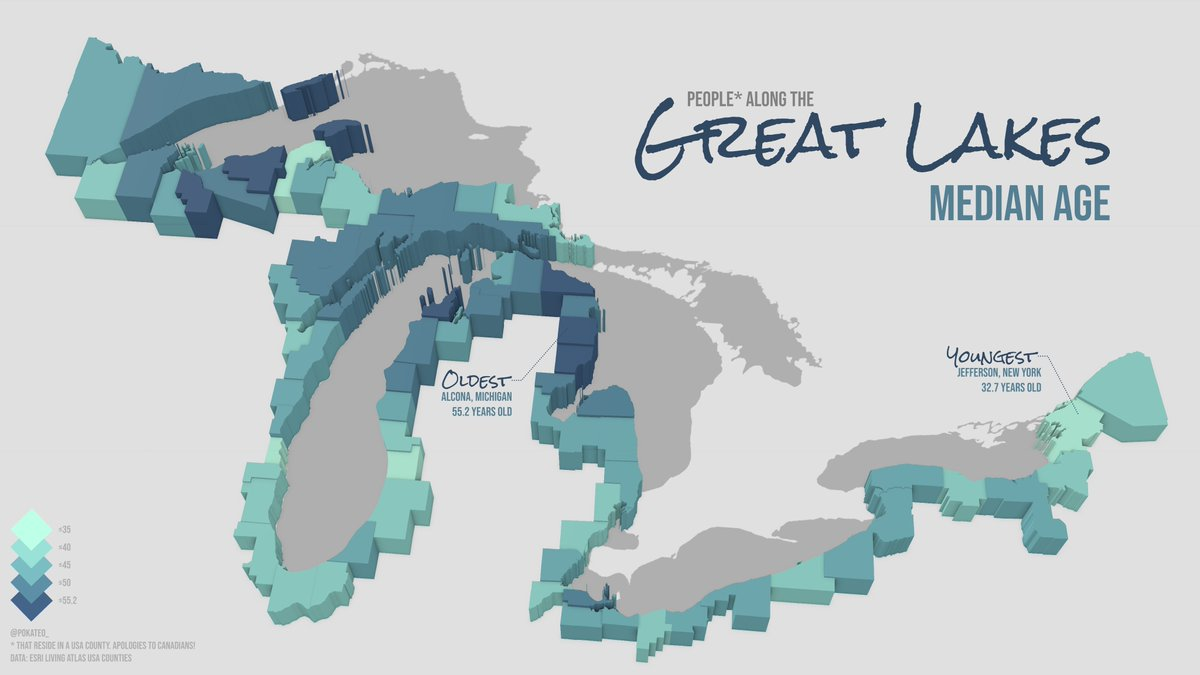 PEOPLE* ALONG THE
GREAT LAKES
MEDIAN AGE
YOUNGEST
JEFFERSON, NEW YORK
32.7 YEARS OLD
OLDEST
ALCONA, MICHIGAN
55.2 YEARS OLD
≤35
≤40
≤45
≤50
≤55.2
@POKATEO_
* THAT RESIDE IN A USA COUNTY. APOLOGIES TO CANADIANS!
DATA: ESRI LIVING ATLAS USA COUNTIES